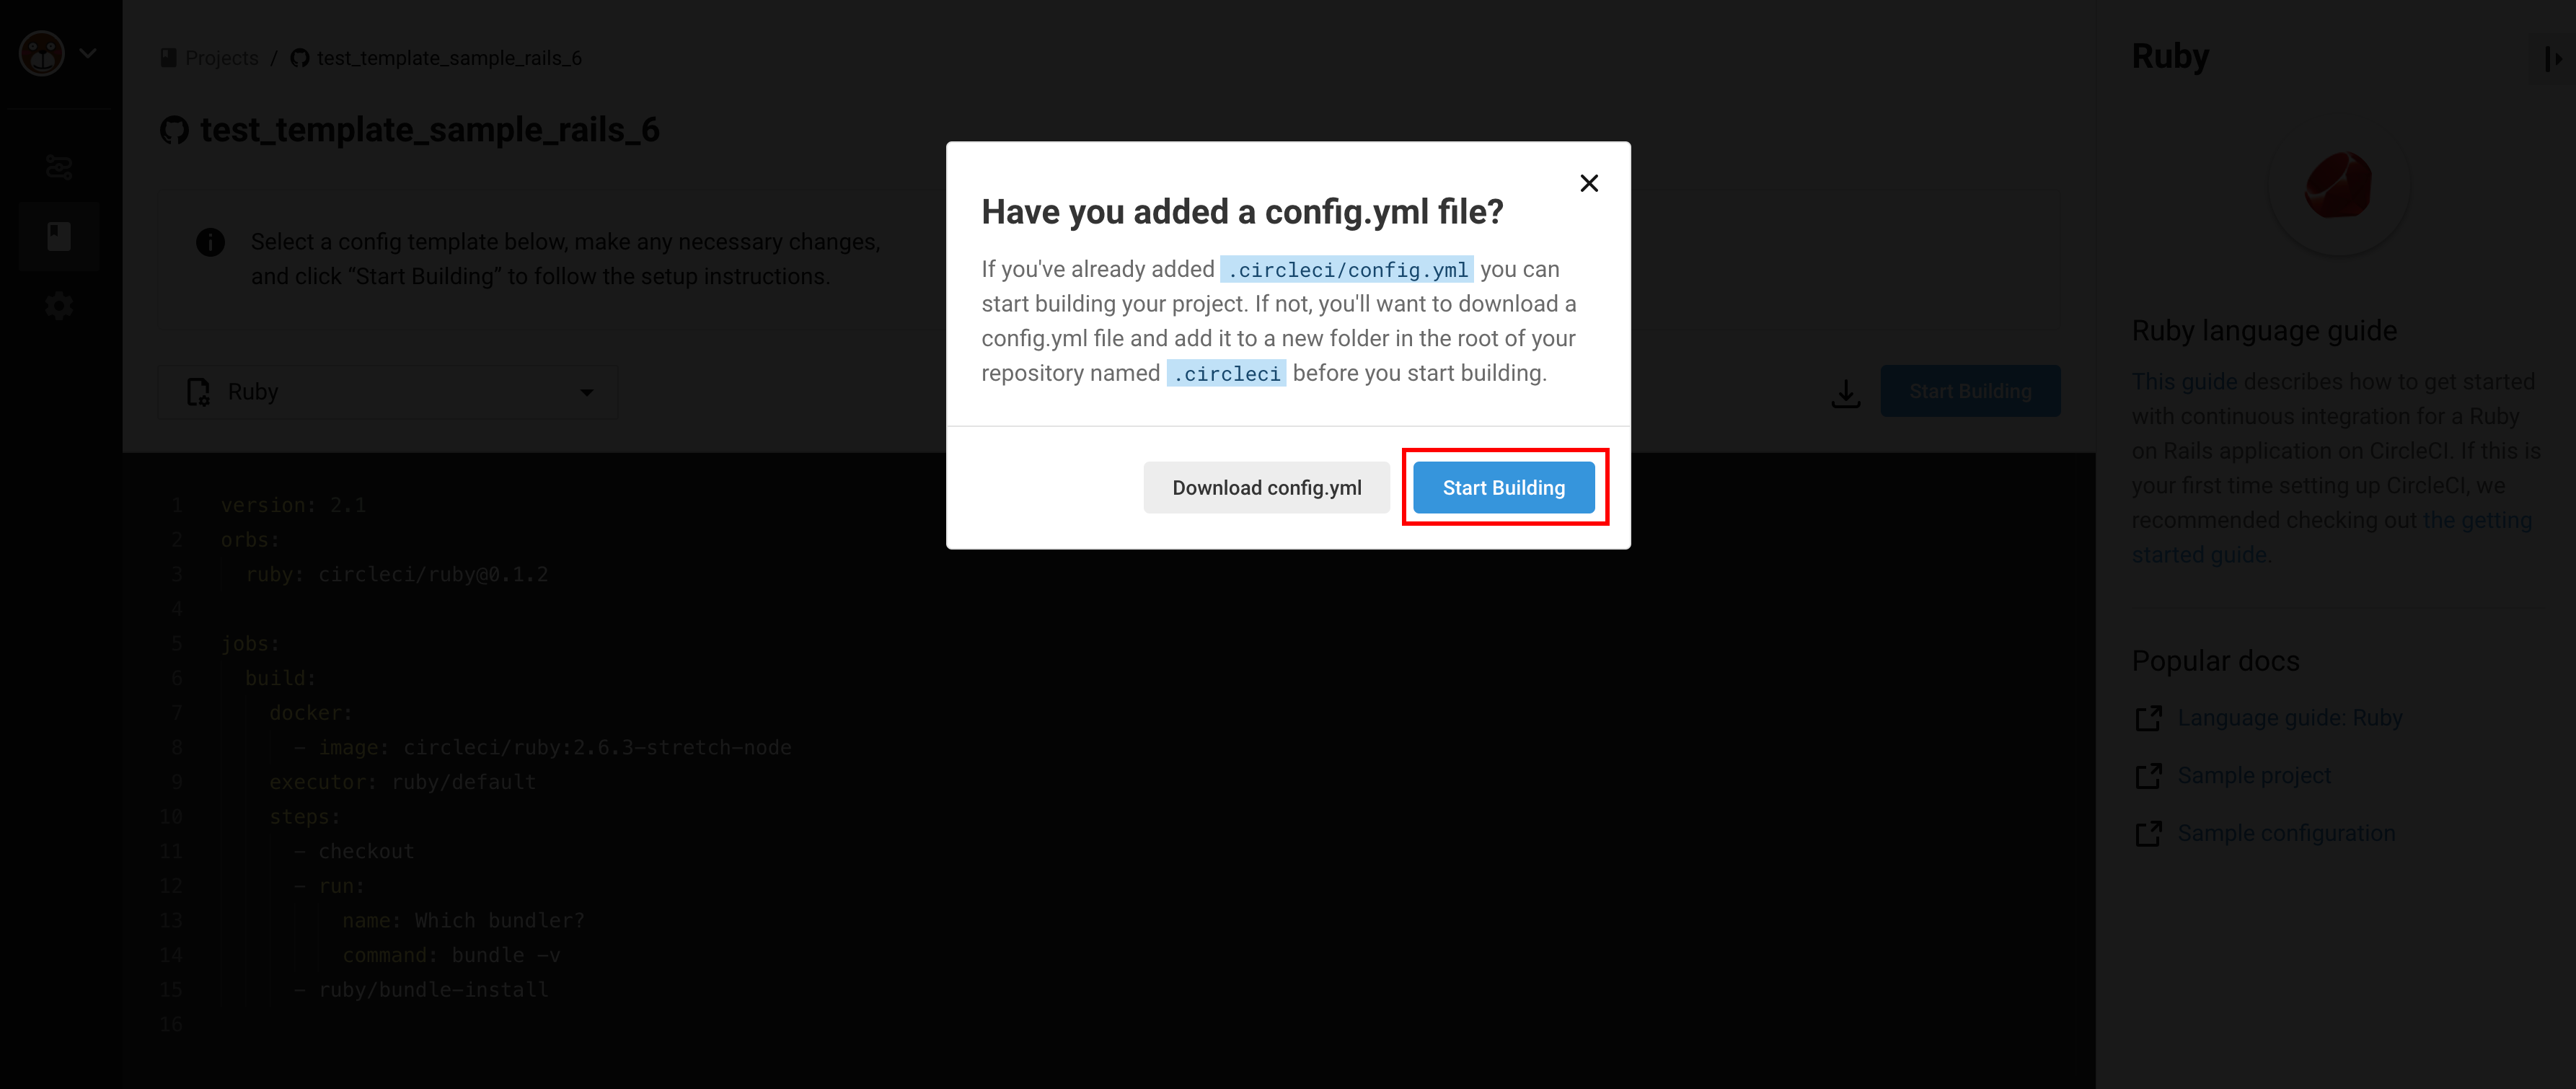 Projects / test_template_sample_rails_6
test_template_sample_rails_6
Select a config template below, make any necessary changes,
and click “Start Building” to follow the setup instructions.
Ruby
Start Building
Have you added a config.yml file?
If you've already added .circleci/config.yml you can
start building your project. If not, you'll want to download a
config.yml file and add it to a new folder in the root of your
repository named .circleci before you start building.
Download config.yml
Start Building
1 version: 2.1
2 orbs:
3 ruby: circleci/ruby@0.1.2
4
5 jobs:
6 build:
7 docker:
8 - image: circleci/ruby:2.6.3-stretch-node
9 executor: ruby/default
10 steps:
11 - checkout
12 - run:
13 name: Which bundler?
14 command: bundle -v
15 - ruby/bundle-install
16
Ruby
Ruby language guide
This guide describes how to get started
with continuous integration for a Ruby
on Rails application on CircleCI. If this is
your first time setting up CircleCI, we
recommended checking out the getting
started guide.
Popular docs
Language guide: Ruby
Sample project
Sample configuration